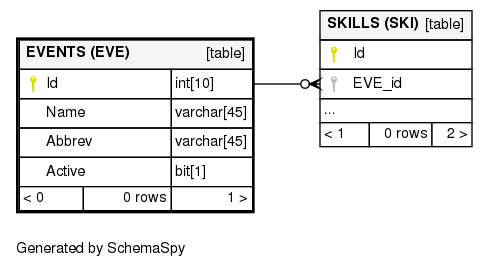 EVENTS (EVE) [table]
Id int[10]
Name varchar[45]
Abbrev varchar[45]
Active bit[1]
< 0 0 rows 1 >
SKILLS (SKI) [table]
Id
EVE_id
...
< 1 0 rows 2 >
Generated by SchemaSpy